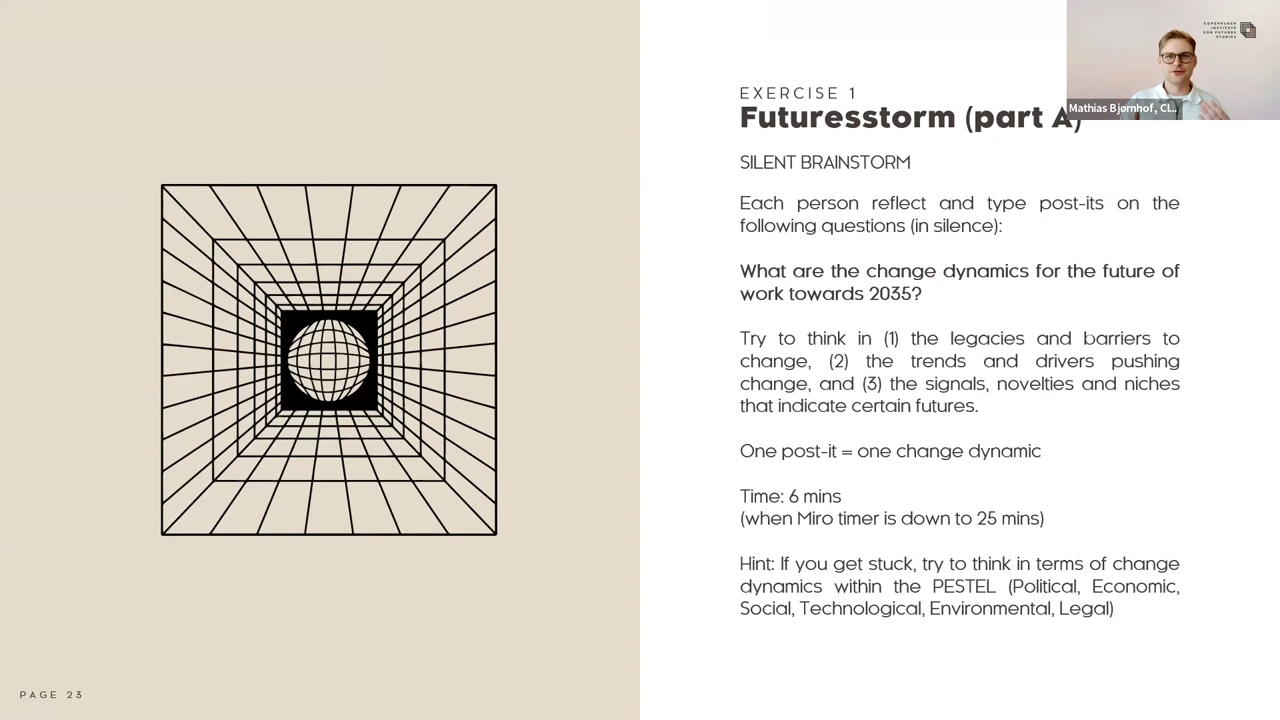 COPENHAGEN
INSTITUTE
FOR FUTURES
STUDIES
Mathias Bjørnhof, CI...
EXERCISE 1
Futuresstorm (part A)
SILENT BRAINSTORM
Each person reflect and type post-its on the
following questions (in silence):
What are the change dynamics for the future of
work towards 2035?
Try to think in (1) the legacies and barriers to
change, (2) the trends and drivers pushing
change, and (3) the signals, novelties and niches
that indicate certain futures.
One post-it = one change dynamic
Time: 6 mins
(when Miro timer is down to 25 mins)
Hint: If you get stuck, try to think in terms of change
dynamics within the PESTEL (Political, Economic,
Social, Technological, Environmental, Legal)
PAGE 23